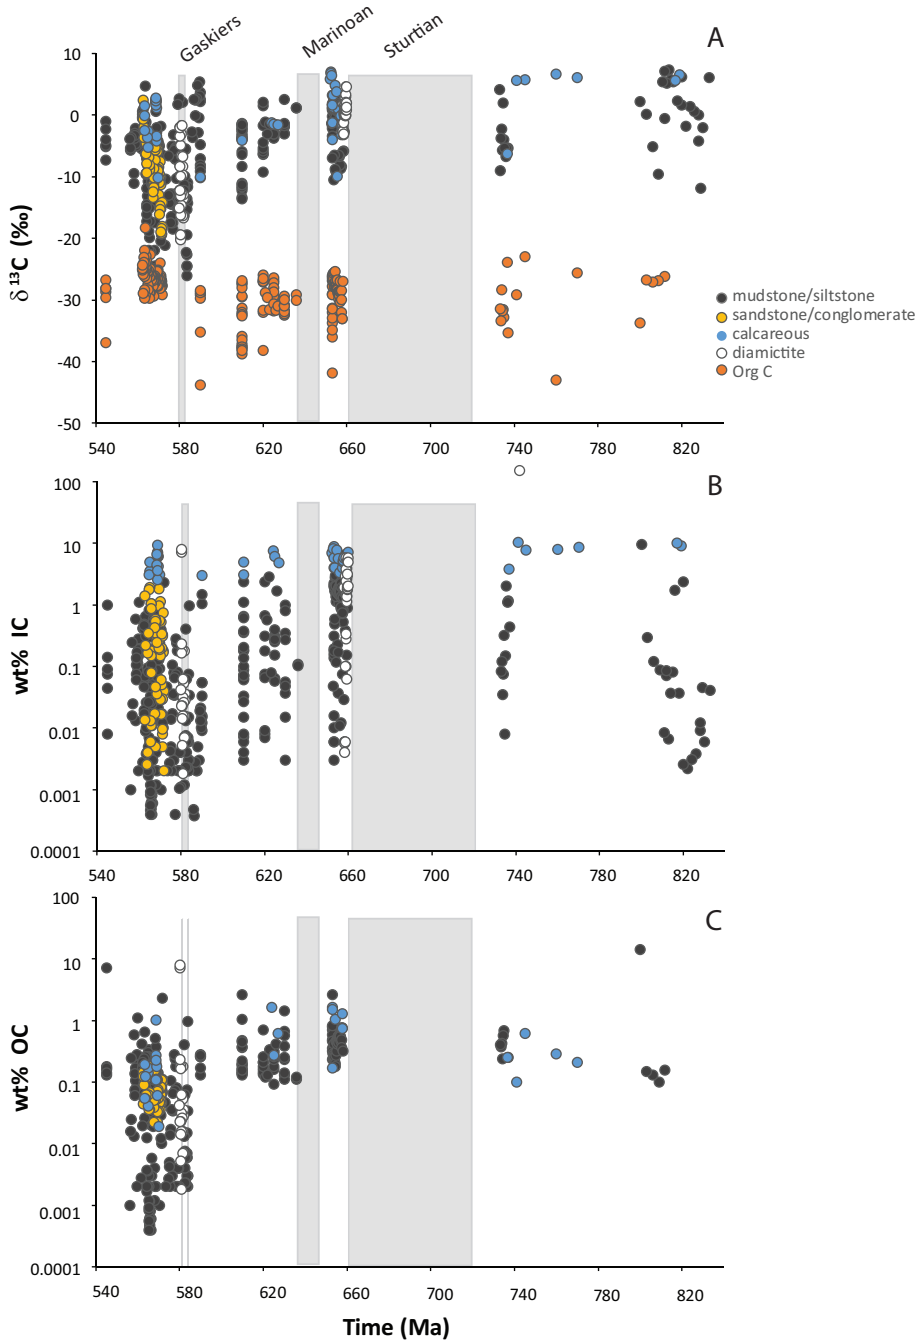 Gaskiers
Marinoan
Sturtian
A
10
0
-10
-20
-30
-40
-50
δ ¹³C (‰)
540 580 620 660 700 740 780 820
mudstone/siltstone
sandstone/conglomerate
calcareous
diamictite
Org C
B
100
10
1
0.1
0.01
0.001
0.0001
wt% IC
540 580 620 660 700 740 780 820
C
100
10
1
0.1
0.01
0.001
0.0001
wt% OC
540 580 620 660 700 740 780 820
Time (Ma)